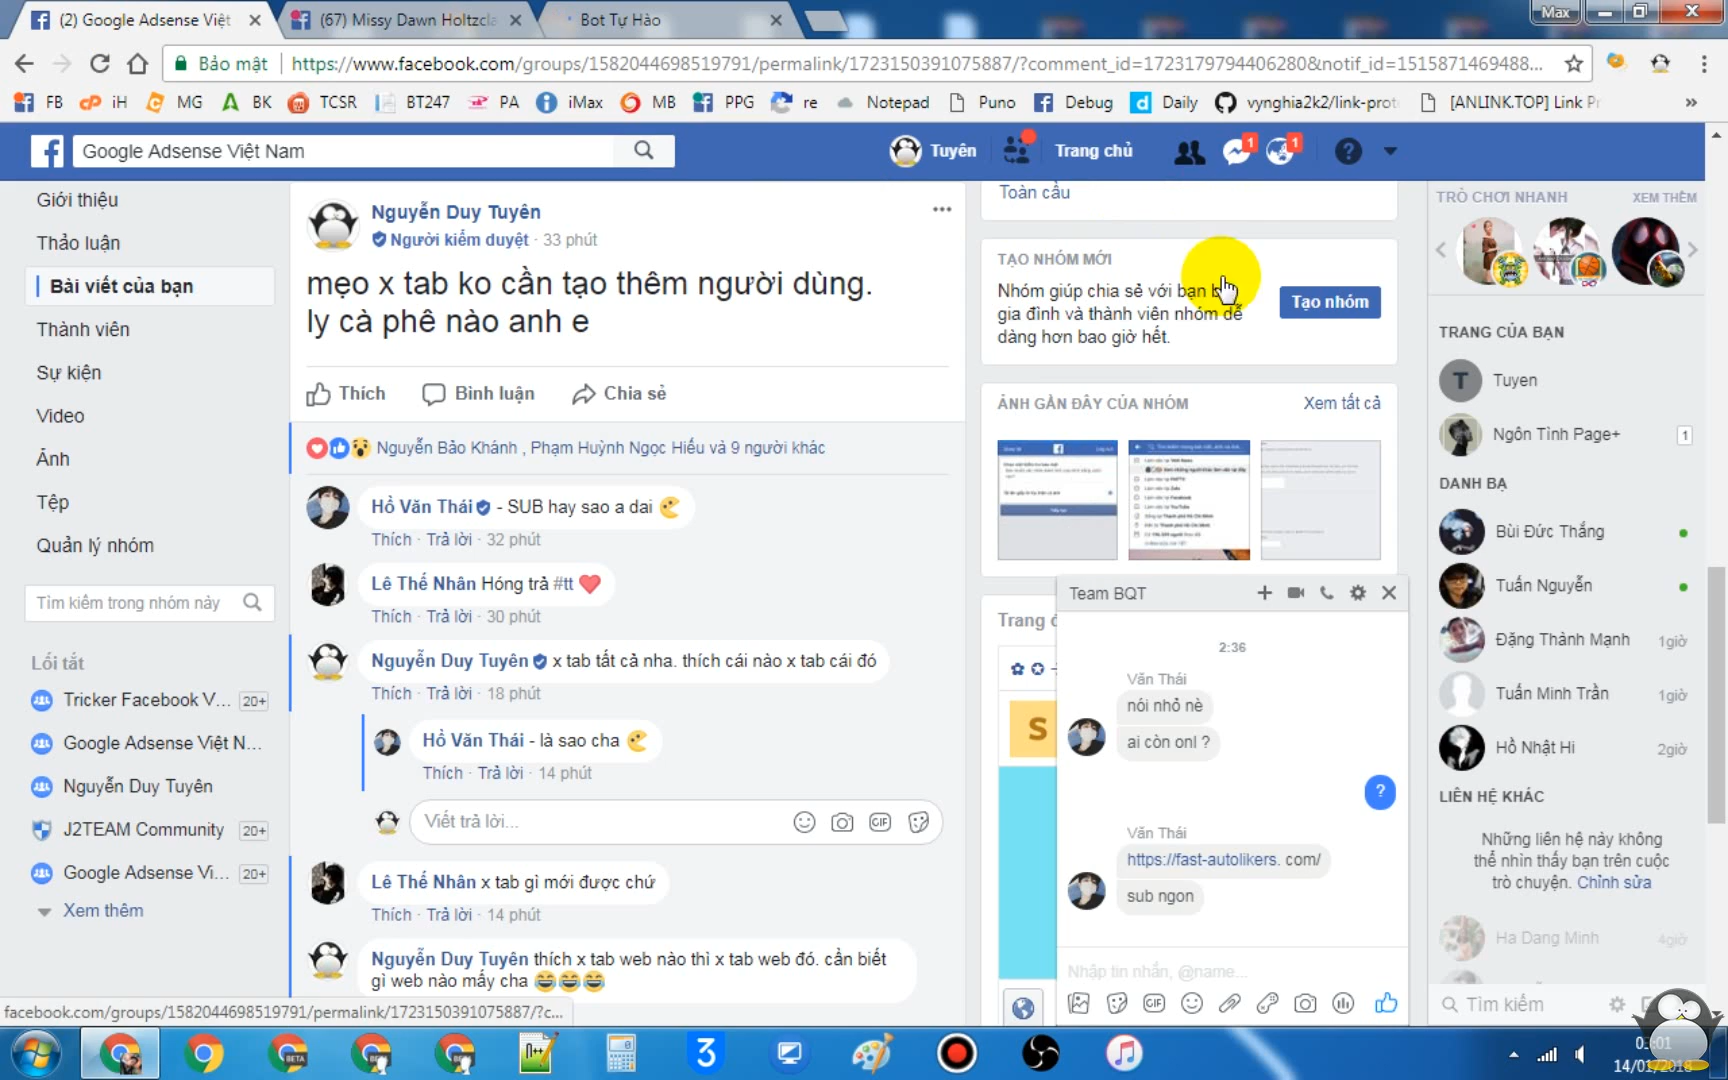 (2) Google Adsense Việt
(67) Missy Dawn Holtzcla
Bot Tự Hào
Max
Bảo mật
https://www.facebook.com/groups/1582044698519791/permalink/1723150391075887/?comment_id=1723179794406280&notif_id=1515871469488...
FB
iH
MG
BK
TCSR
BT247
PA
iMax
MB
PPG
re
Notepad
Puno
Debug
Daily
vynghia2k2/link-prot
[ANLINK.TOP] Link Pr
»
Google Adsense Việt Nam
Tuyên
Trang chủ
1
1
Giới thiệu
Thảo luận
Bài viết của bạn
Thành viên
Sự kiện
Video
Ảnh
Tệp
Quản lý nhóm
Tìm kiếm trong nhóm này
Lối tắt
Tricker Facebook V... 20+
Google Adsense Việt N...
Nguyễn Duy Tuyên
J2TEAM Community 20+
Google Adsense Vi... 20+
Xem thêm
Nguyễn Duy Tuyên
Người kiểm duyệt · 33 phút
mẹo x tab ko cần tạo thêm người dùng.
ly cà phê nào anh e
Thích
Bình luận
Chia sẻ
Nguyễn Bảo Khánh , Phạm Huỳnh Ngọc Hiếu và 9 người khác
Hồ Văn Thái - SUB hay sao a dai
Thích · Trả lời · 32 phút
Lê Thế Nhân Hóng trả #tt
Thích · Trả lời · 30 phút
Nguyễn Duy Tuyên x tab tất cả nha. thích cái nào x tab cái đó
Thích · Trả lời · 18 phút
Hồ Văn Thái - là sao cha
Thích · Trả lời · 14 phút
Viết trả lời...
GIF
Lê Thế Nhân x tab gì mới được chứ
Thích · Trả lời · 14 phút
Nguyễn Duy Tuyên thích x tab web nào thì x tab web đó. cần biết
gì web nào mấy cha
facebook.com/groups/1582044698519791/permalink/1723150391075887/?c...
Toàn cầu
TẠO NHÓM MỚI
Nhóm giúp chia sẻ với bạn b
gia đình và thành viên nhóm dễ
dàng hơn bao giờ hết.
Tạo nhóm
ẢNH GẦN ĐÂY CỦA NHÓM
Xem tất cả
Trang
S
Team BQT
2:36
Văn Thái
nói nhỏ nè
ai còn onl ?
?
Văn Thái
https://fast-autolikers. com/
sub ngon
Nhập tin nhắn, @name...
GIF
TRÒ CHƠI NHANH
XEM THÊM
TRANG CỦA BẠN
T
Tuyen
Ngôn Tình Page+ 1
DANH BẠ
Bùi Đức Thắng
Tuấn Nguyễn
Đặng Thành Mạnh 1giờ
Tuấn Minh Trần 1giờ
Hồ Nhật Hi 2giờ
LIÊN HỆ KHÁC
Những liên hệ này không
thể nhìn thấy bạn trên cuộc
trò chuyện. Chỉnh sửa
Ha Dang Minh 4giờ
Tìm kiếm
BETA
N++
3
14/01/